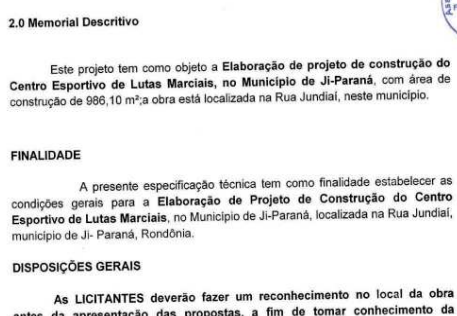 2.0 Memorial Descritivo
Este projeto tem como objeto a Elaboração de projeto de construção do
Centro Esportivo de Lutas Marciais, no Municipio de Ji-Paraná, com área de
construção de 986,10 m²;a obra está localizada na Rua Jundiaí, neste município.
FINALIDADE
A presente especificação técnica tem como finalidade estabelecer as
condições gerais para a Elaboração de Projeto de Construção do Centro
Esportivo de Lutas Marciais, no Município de Ji-Paraná, localizada na Rua Jundiaí,
município de Ji- Paraná, Rondônia.
DISPOSIÇÕES GERAIS
As LICITANTES deverão fazer um reconhecimento no local da obra
antes da apresentação das propostas, a fim de tomar conhecimento da